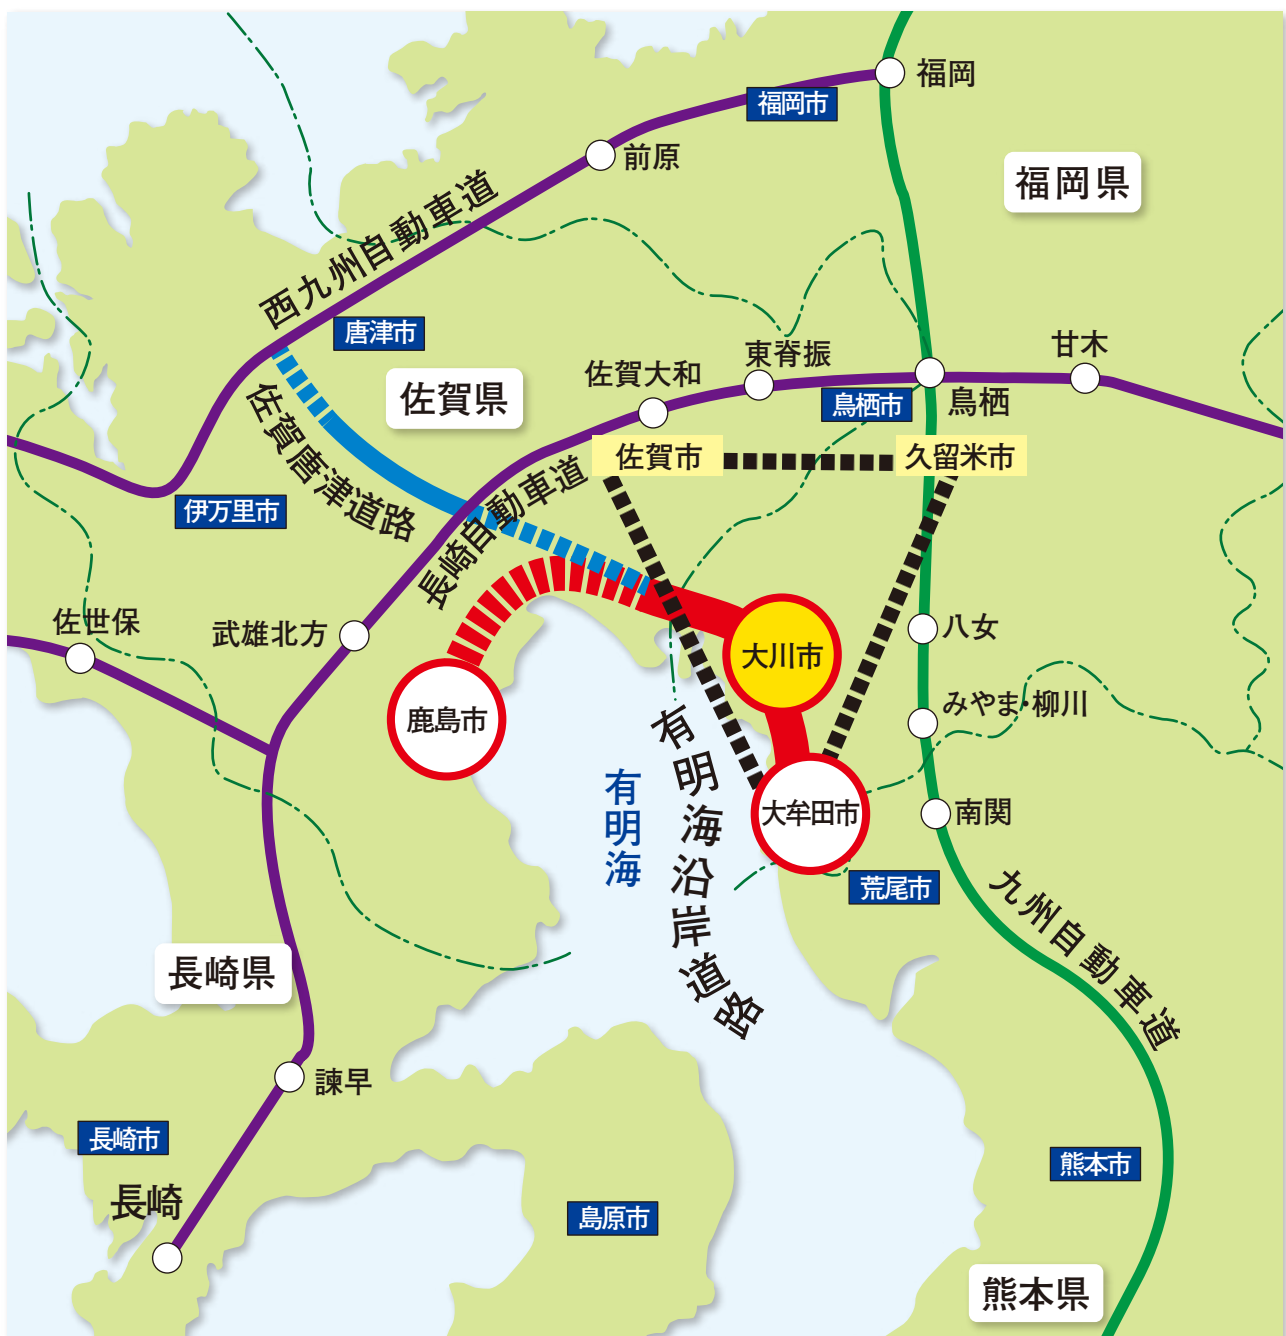 福岡
福岡市
前原
福岡県
西九州自動車道
唐津市
佐賀県
佐賀大和
東脊振
甘木
鳥栖市
鳥栖
佐賀唐津道路
長崎自動車道
佐賀市
久留米市
伊万里市
佐世保
武雄北方
八女
大川市
みやま・柳川
鹿島市
有明海沿岸道路
有明海
大牟田市
南関
荒尾市
九州自動車道
長崎県
諫早
長崎市
長崎
島原市
熊本市
熊本県